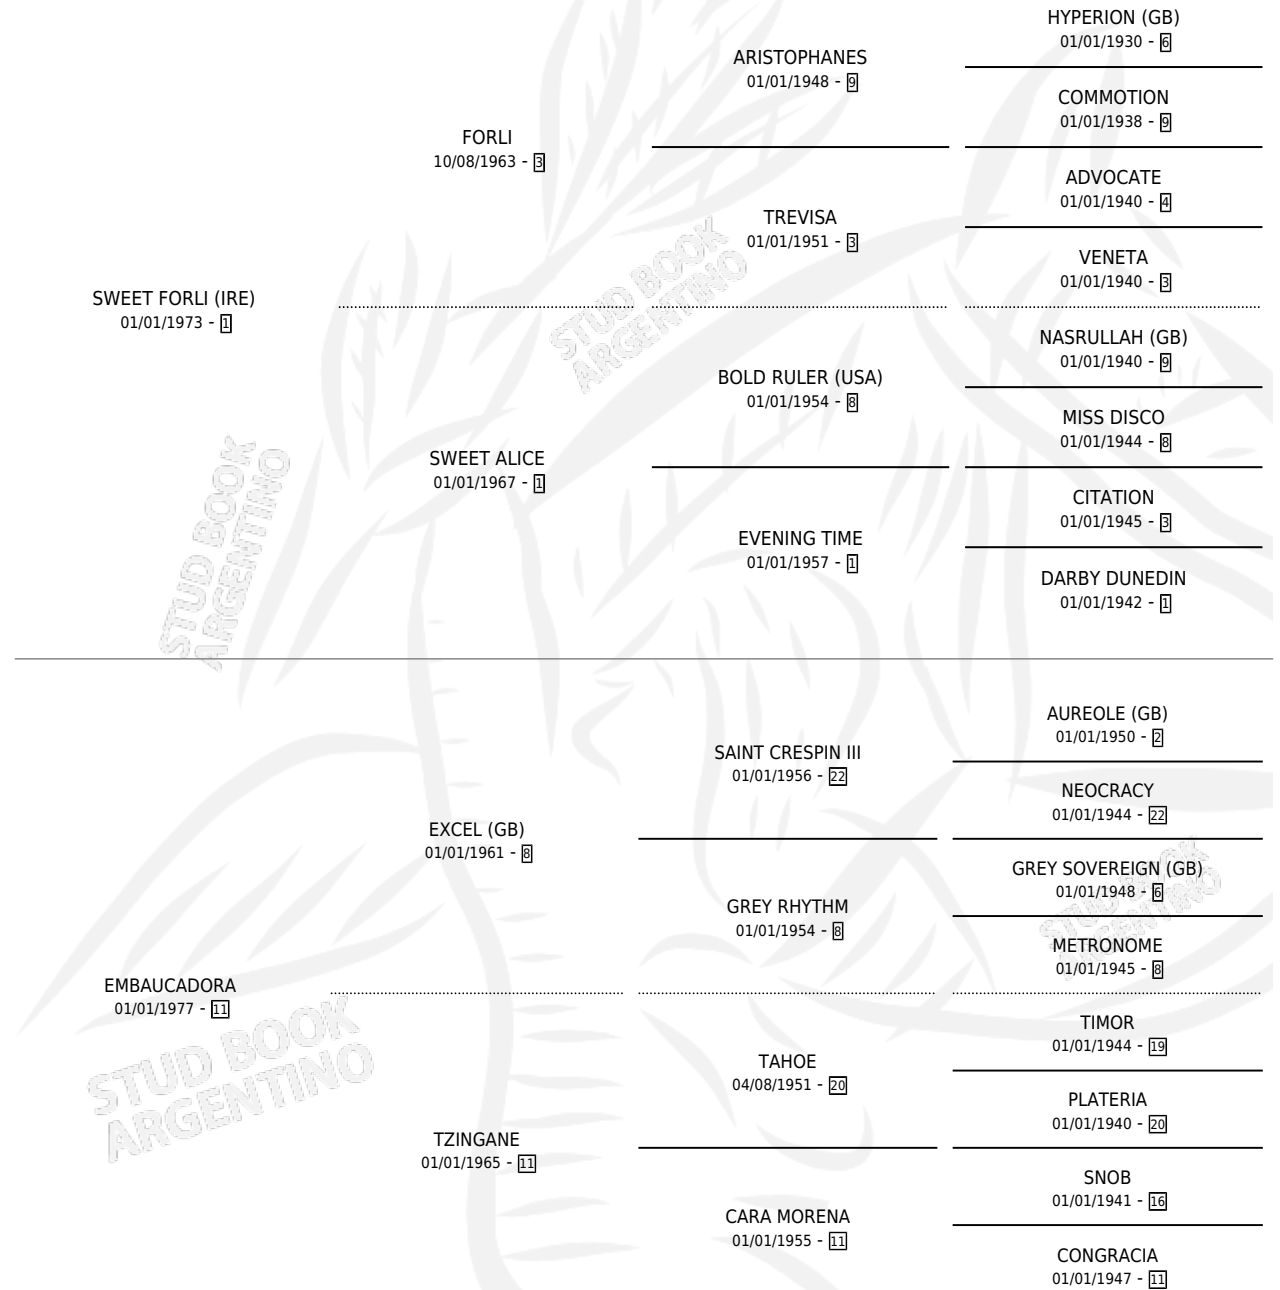 HYPERION (GB)
01/01/1930 - 6
ARISTOPHANES
01/01/1948 - 9
COMMOTION
01/01/1938 - 9
FORLI
10/08/1963 - 3
ADVOCATE
01/01/1940 - 4
TREVISA
01/01/1951 - 3
VENETA
01/01/1940 - 3
SWEET FORLI (IRE)
01/01/1973 - 1
NASRULLAH (GB)
01/01/1940 - 9
BOLD RULER (USA)
01/01/1954 - 8
MISS DISCO
01/01/1944 - 8
SWEET ALICE
01/01/1967 - 1
CITATION
01/01/1945 - 3
EVENING TIME
01/01/1957 - 1
DARBY DUNEDIN
01/01/1942 - 1
AUREOLE (GB)
01/01/1950 - 2
SAINT CRESPIN III
01/01/1956 - 22
NEOCRACY
01/01/1944 - 22
EXCEL (GB)
01/01/1961 - 8
GREY SOVEREIGN (GB)
01/01/1948 - 6
GREY RHYTHM
01/01/1954 - 8
METRONOME
01/01/1945 - 8
EMBAUCADORA
01/01/1977 - 11
TIMOR
01/01/1944 - 19
TAHOE
04/08/1951 - 20
PLATERIA
01/01/1940 - 20
TZINGANE
01/01/1965 - 11
SNOB
01/01/1941 - 16
CARA MORENA
01/01/1955 - 11
CONGRACIA
01/01/1947 - 11
STUD BOOK
ARGENTINO
STUD BOOK
ARGENTINO
STUD BOOK
ARGENTINO
STUD BOOK
ARGENTINO